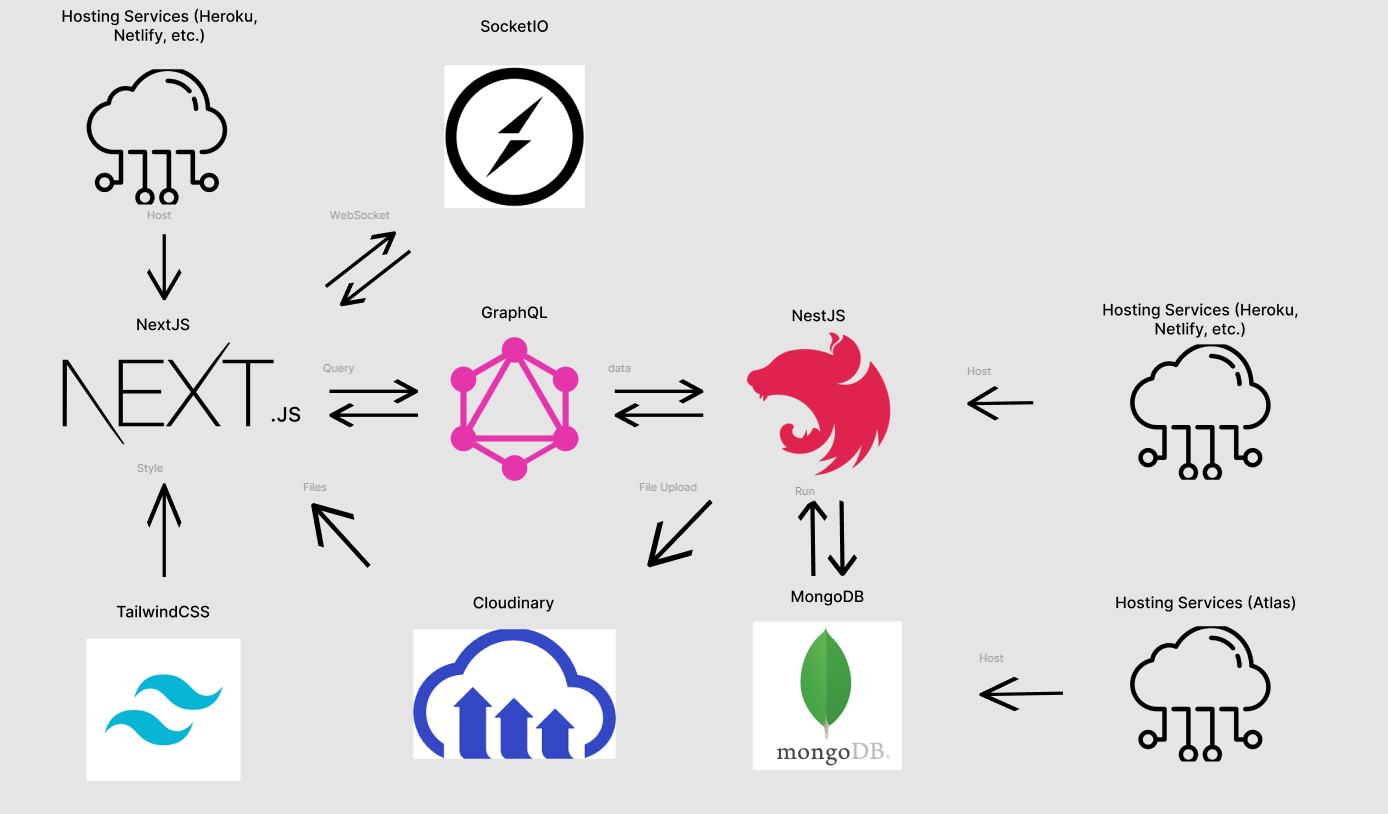 Hosting Services (Heroku,
Netlify, etc.)
SocketIO
Host
WebSocket
NextJS
NEXT.JS
GraphQL
NestJS
Hosting Services (Heroku,
Netlify, etc.)
Query
data
Host
Style
Files
File Upload
Run
TailwindCSS
Cloudinary
MongoDB
Hosting Services (Atlas)
Host
mongoDB.